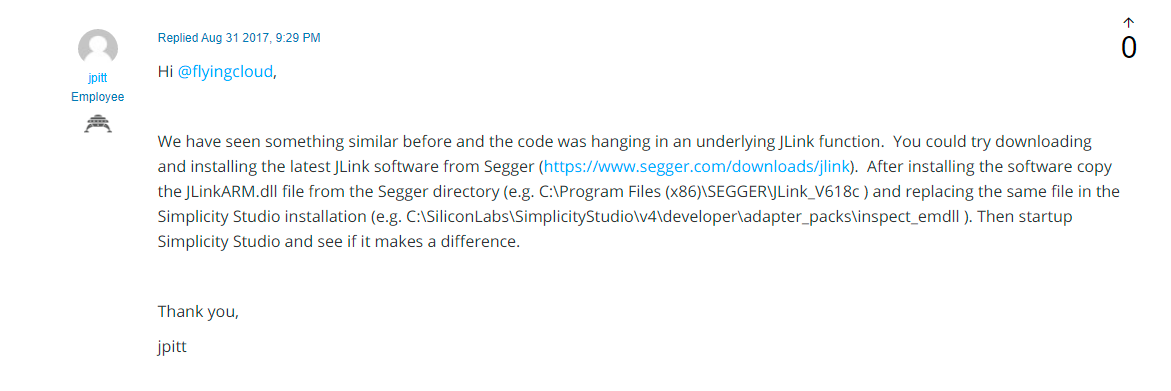 Replied Aug 31 2017, 9:29 PM
0
jpitt
Employee
Hi @flyingcloud,
We have seen something similar before and the code was hanging in an underlying JLink function.  You could try downloading
and installing the latest JLink software from Segger (https://www.segger.com/downloads/jlink).  After installing the software copy
the JLinkARM.dll file from the Segger directory (e.g. C:\Program Files (x86)\SEGGER\JLink_V618c ) and replacing the same file in the
Simplicity Studio installation (e.g. C:\SiliconLabs\SimplicityStudio\v4\developer\adapter_packs\inspect_emdll ). Then startup
Simplicity Studio and see if it makes a difference.
Thank you,
jpitt